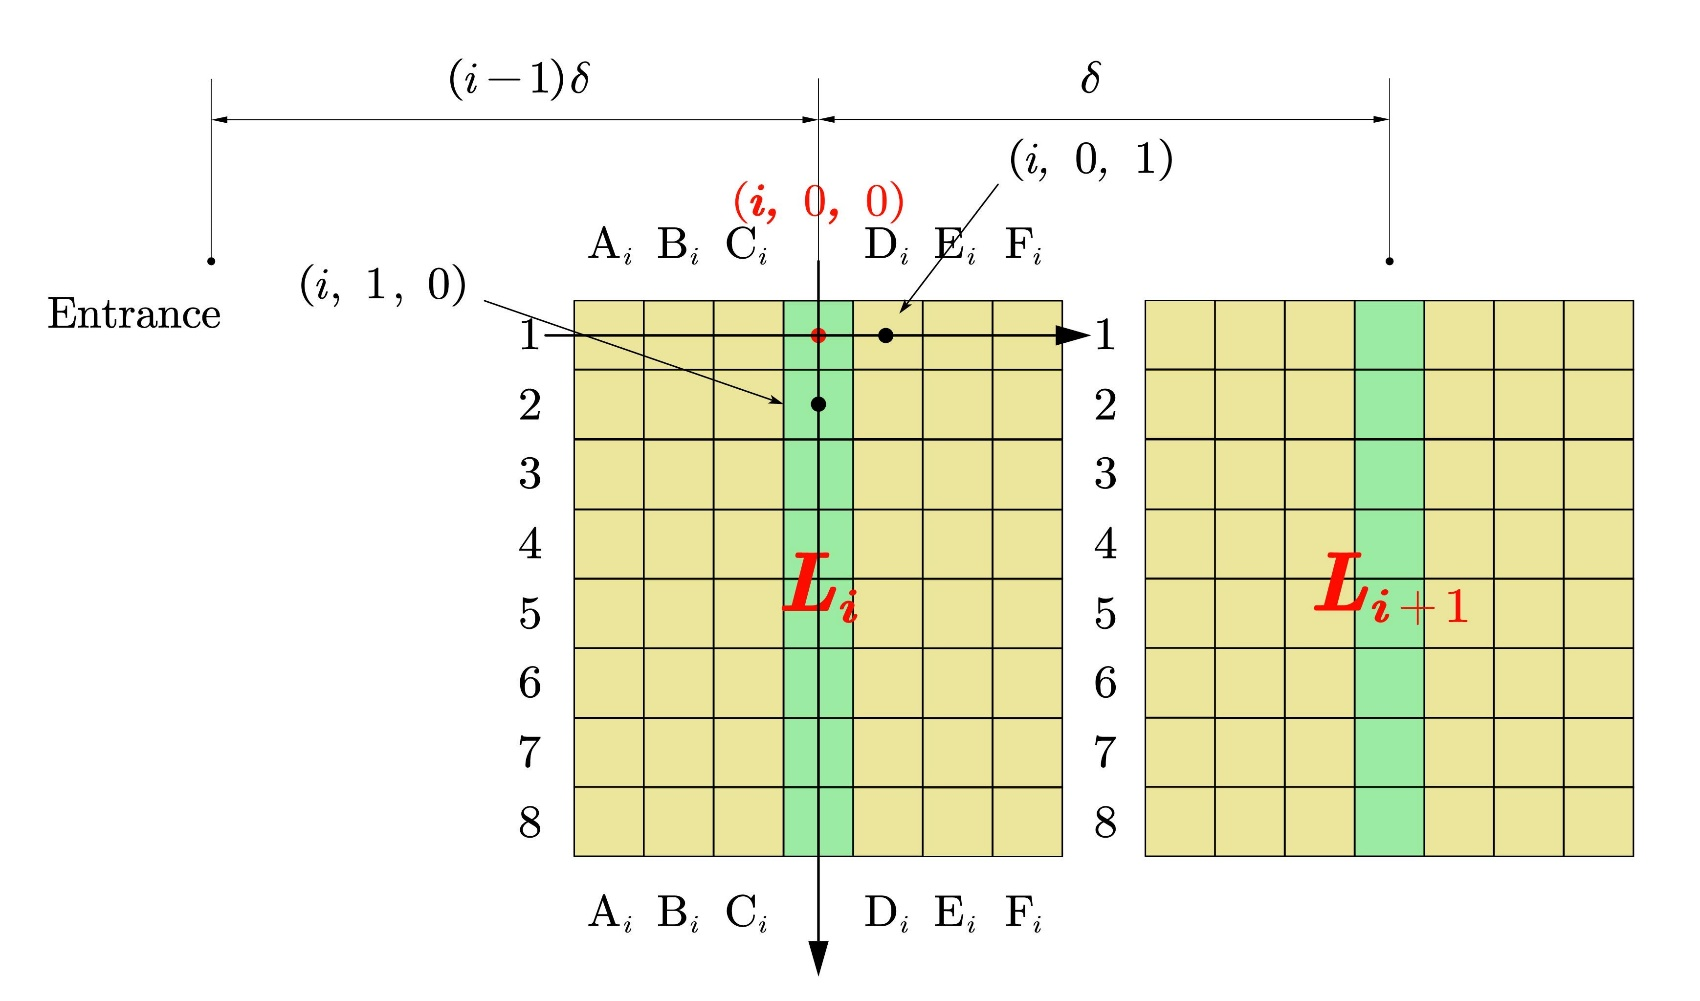 (i−1)δ δ
(i, 0, 1)
(i, 0, 0)
Aᵢ Bᵢ Cᵢ Dᵢ Eᵢ Fᵢ
(i, 1, 0)
Entrance
1 1
2 2
3 3
4 4
Lᵢ Lᵢ₊₁
5 5
6 6
7 7
8 8
Aᵢ Bᵢ Cᵢ Dᵢ Eᵢ Fᵢ